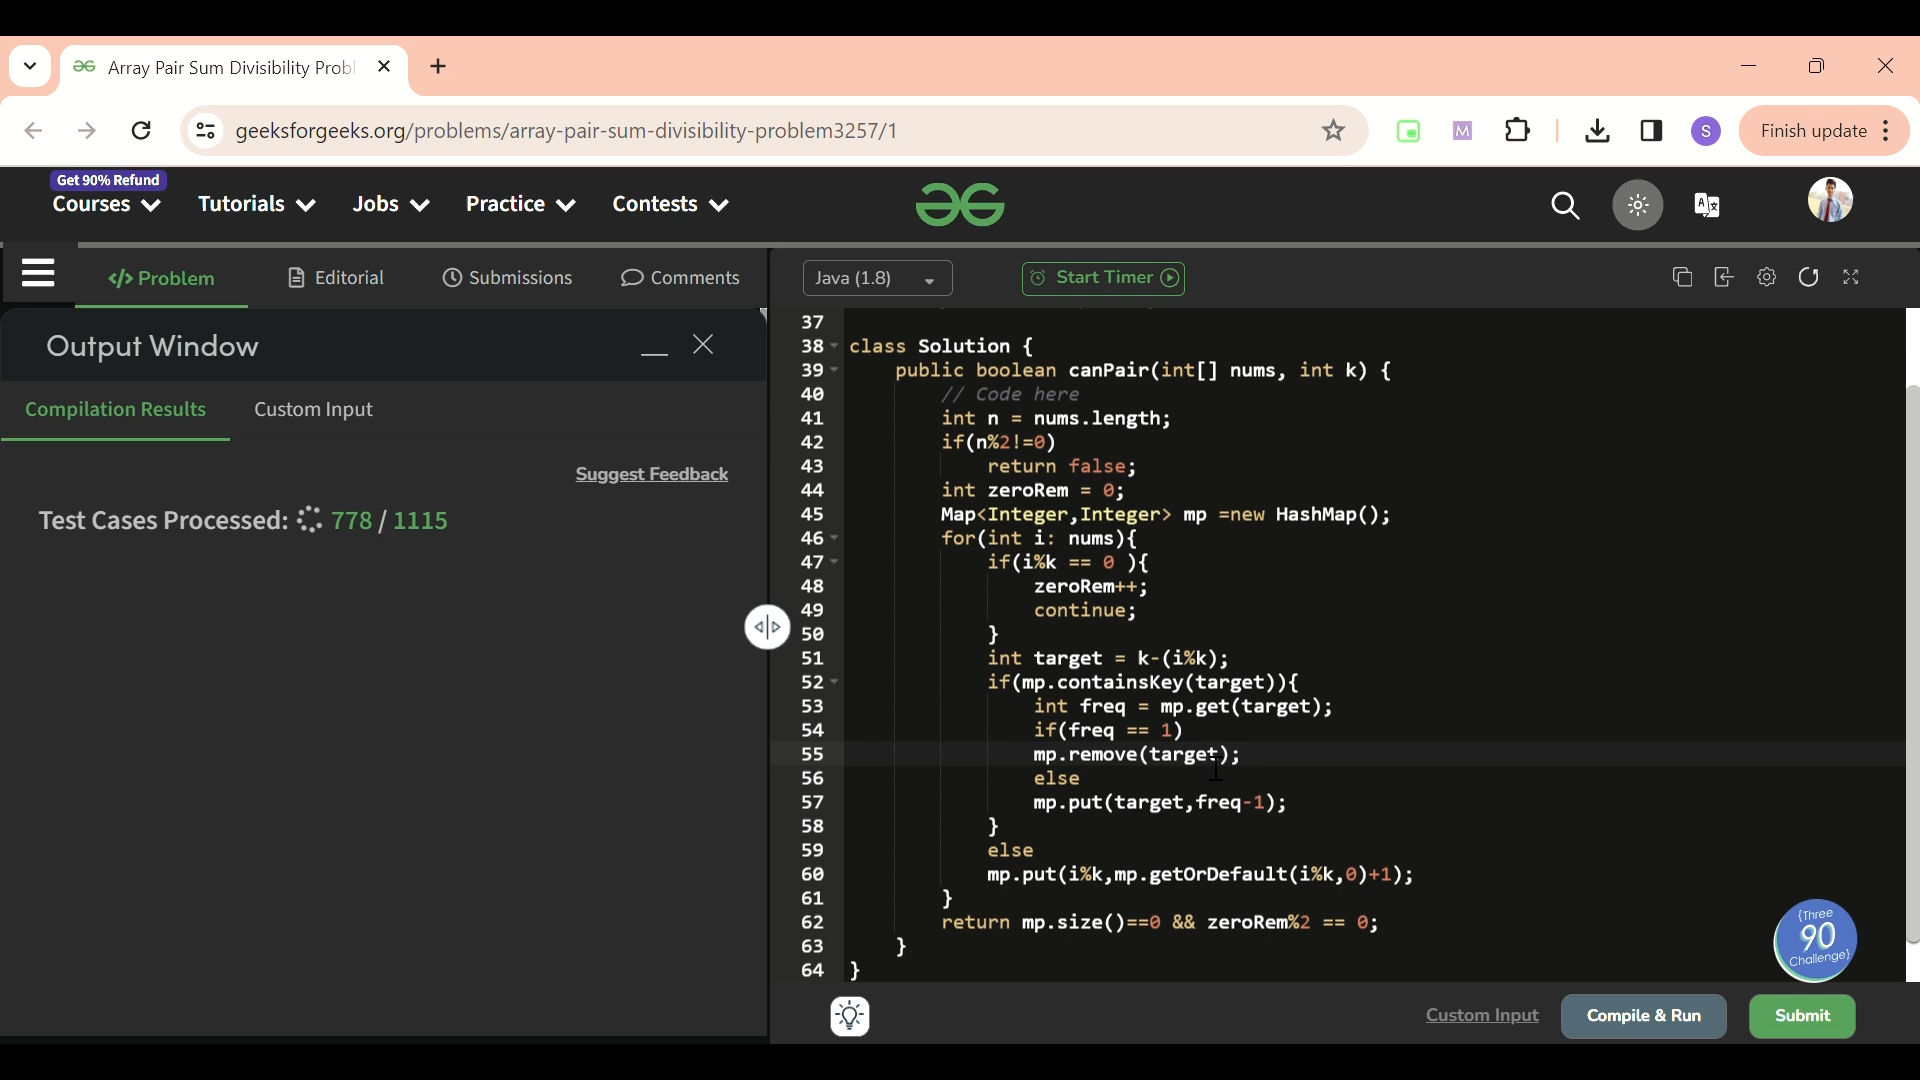 Array Pair Sum Divisibility Probl
geeksforgeeks.org/problems/array-pair-sum-divisibility-problem3257/1
M
S
Finish update
Get 90% Refund
Courses
Tutorials
Jobs
Practice
Contests
</> Problem
Editorial
Submissions
Comments
Java (1.8)
Start Timer
Output Window
Compilation Results
Custom Input
Suggest Feedback
Test Cases Processed: 778 / 1115
37
38 class Solution {
39 public boolean canPair(int[] nums, int k) {
40 // Code here
41 int n = nums.length;
42 if(n%2!=0)
43 return false;
44 int zeroRem = 0;
45 Map<Integer,Integer> mp =new HashMap();
46 for(int i: nums){
47 if(i%k == 0 ){
48 zeroRem++;
49 continue;
50 }
51 int target = k-(i%k);
52 if(mp.containsKey(target)){
53 int freq = mp.get(target);
54 if(freq == 1)
55 mp.remove(target);
56 else
57 mp.put(target,freq-1);
58 }
59 else
60 mp.put(i%k,mp.getOrDefault(i%k,0)+1);
61 }
62 return mp.size()==0 && zeroRem%2 == 0;
63 }
64 }
{Three
90
Challenge}
Custom Input
Compile & Run
Submit